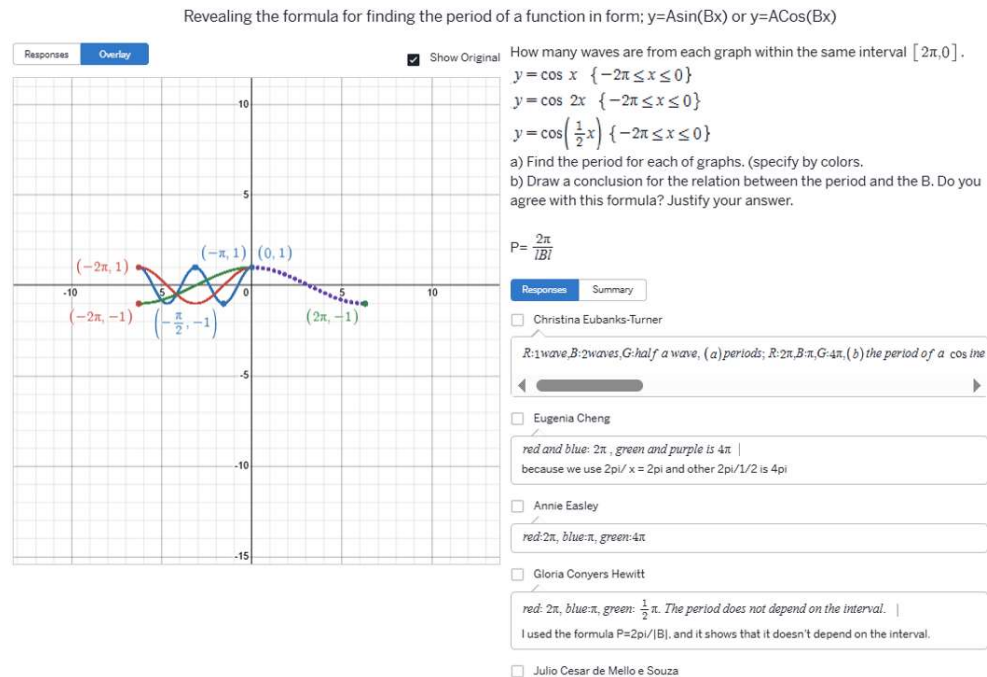 Revealing the formula for finding the period of a function in form; y=Asin(Bx) or y=ACos(Bx)
Responses Overlay
Show Original
How many waves are from each graph within the same interval [2π,0].
y=cos x {-2π≤x≤0}
y=cos 2x {-2π≤x≤0}
y=cos(1/2 x) {-2π≤x≤0}
a) Find the period for each of graphs. (specify by colors.
b) Draw a conclusion for the relation between the period and the B. Do you
agree with this formula? Justify your answer.
P= 2π/|B|
10
5
(-π, 1) (0, 1)
(-2π, 1)
-10 -5 0 5 10
(-2π, -1) (-π/2, -1) (2π, -1)
-5
-10
-15
Responses Summary
Christina Eubanks-Turner
R:1wave,B:2waves,G:half a wave, (a)periods; R:2π,B:π,G:4π,(b)the period of a cosine
Eugenia Cheng
red and blue: 2π , green and purple is 4π
because we use 2pi/ x = 2pi and other 2pi/1/2 is 4pi
Annie Easley
red:2π, blue:π, green:4π
Gloria Conyers Hewitt
red: 2π, blue:π, green: 1/2 π. The period does not depend on the interval.
I used the formula P=2pi/|B|, and it shows that it doesn't depend on the interval.
Julio Cesar de Mello e Souza